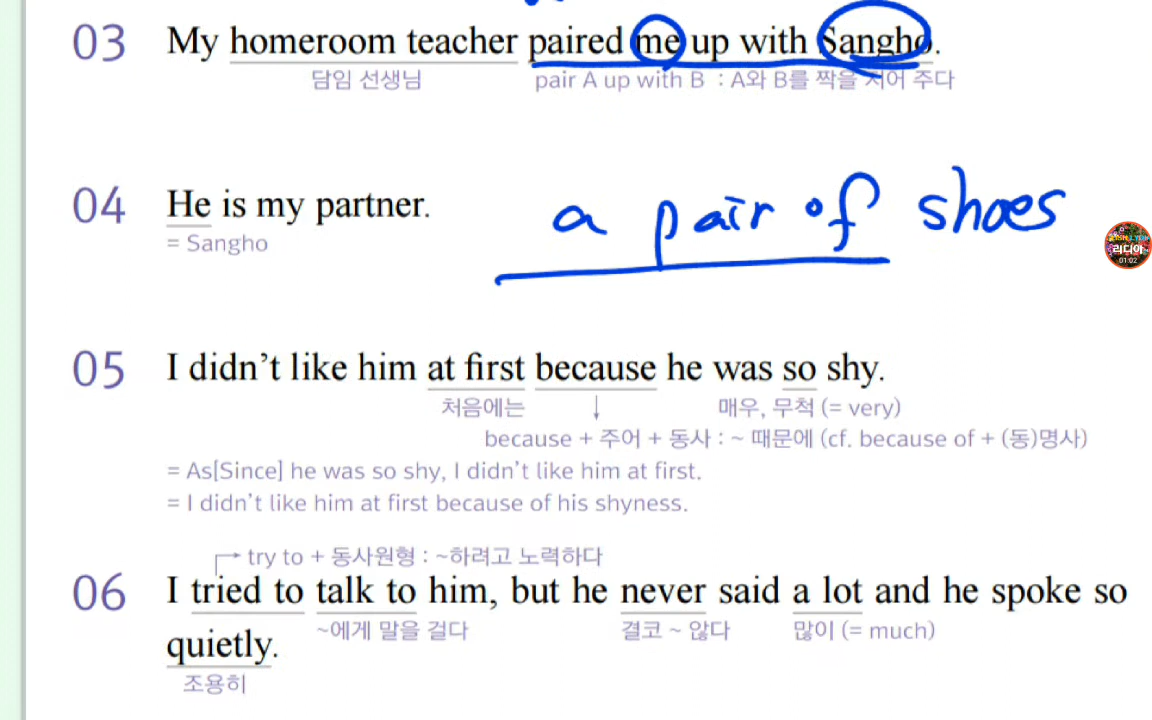 03 My homeroom teacher paired me up with Sangho.
담임 선생님 pair A up with B : A와 B를 짝을 지어 주다
04 He is my partner. a pair of shoes
= Sangho
리디아
01:02
05 I didn't like him at first because he was so shy.
처음에는 ↓ 매우, 무척 (= very)
because + 주어 + 동사 : ~ 때문에 (cf. because of + (동)명사)
= As[Since] he was so shy, I didn't like him at first.
= I didn't like him at first because of his shyness.
try to + 동사원형 : ~하려고 노력하다
06 I tried to talk to him, but he never said a lot and he spoke so
~에게 말을 걸다 결코 ~ 않다 많이 (= much)
quietly.
조용히